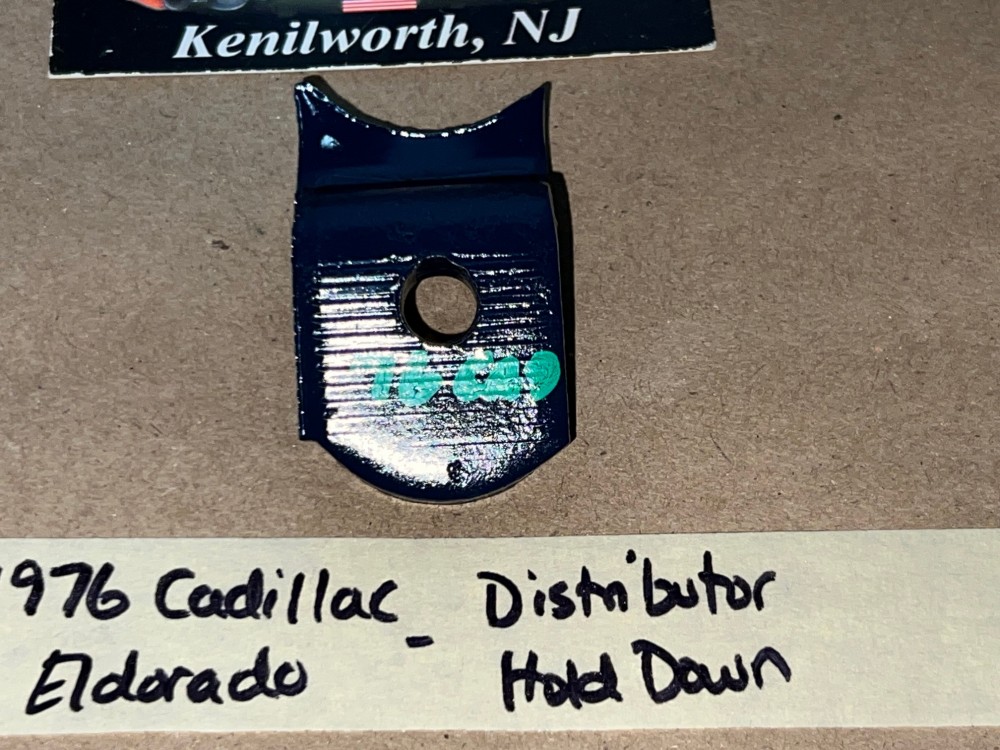 Kenilworth, NJ
76 CAD
1976 Cadillac - Distributor
Eldorado Hold Down